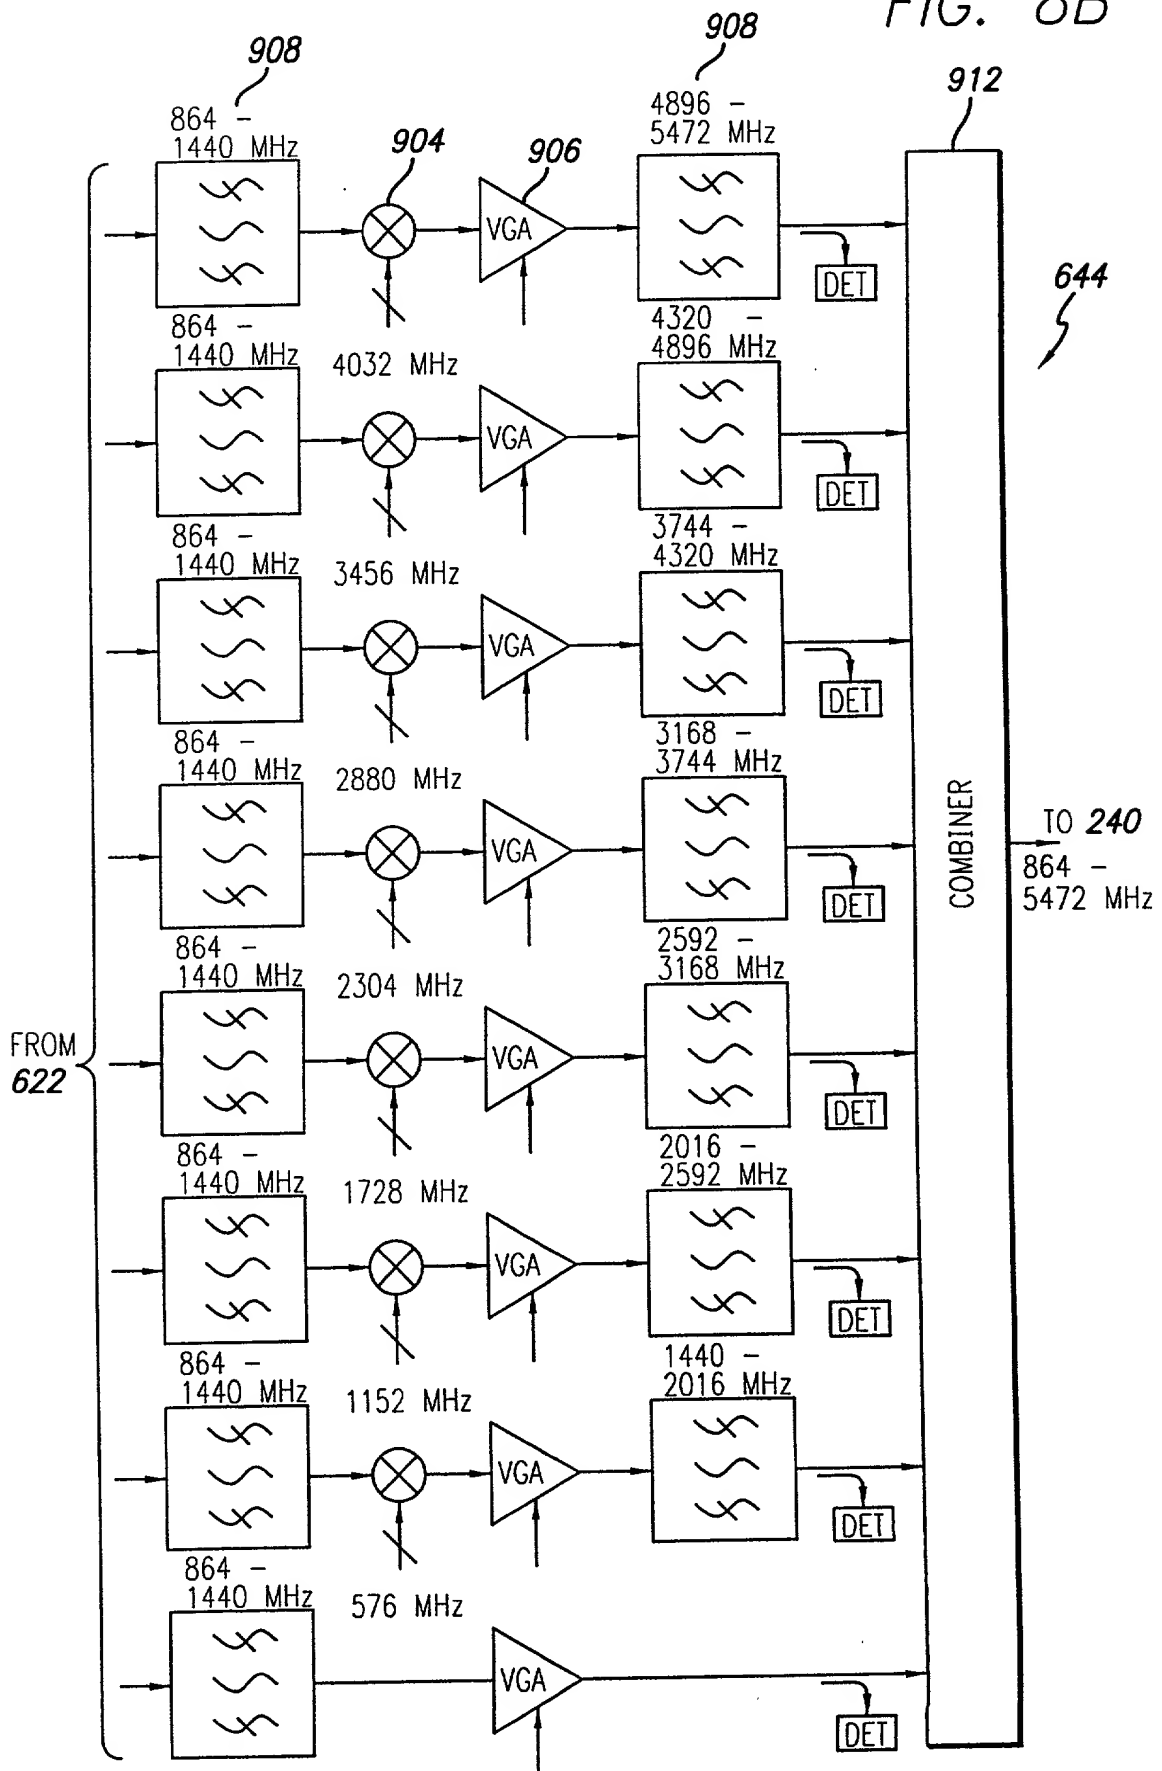 FIG. 8B
908
908
912
864 -
1440 MHz
904
906
4896 -
5472 MHz
VGA
DET
644
864 -
1440 MHz
4032 MHz
4320 -
4896 MHz
VGA
DET
864 -
1440 MHz
3456 MHz
3744 -
4320 MHz
VGA
DET
864 -
1440 MHz
2880 MHz
3168 -
3744 MHz
VGA
DET
COMBINER
TO 240
864 -
5472 MHz
864 -
1440 MHz
2304 MHz
2592 -
3168 MHz
FROM
622
VGA
DET
864 -
1440 MHz
1728 MHz
2016 -
2592 MHz
VGA
DET
864 -
1440 MHz
1152 MHz
1440 -
2016 MHz
VGA
DET
864 -
1440 MHz
576 MHz
VGA
DET